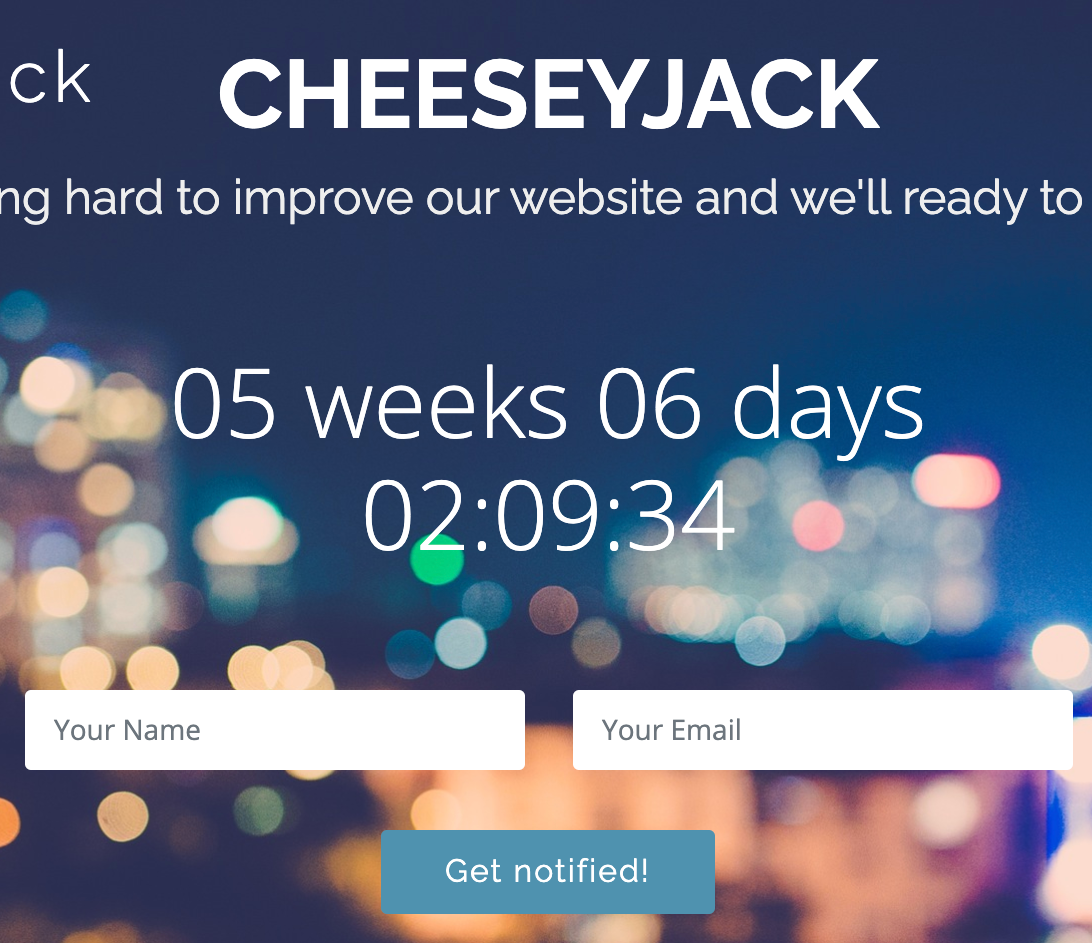 ck
CHEESEYJACK
ng hard to improve our website and we'll ready to
05 weeks 06 days
02:09:34
Your Name
Your Email
Get notified!